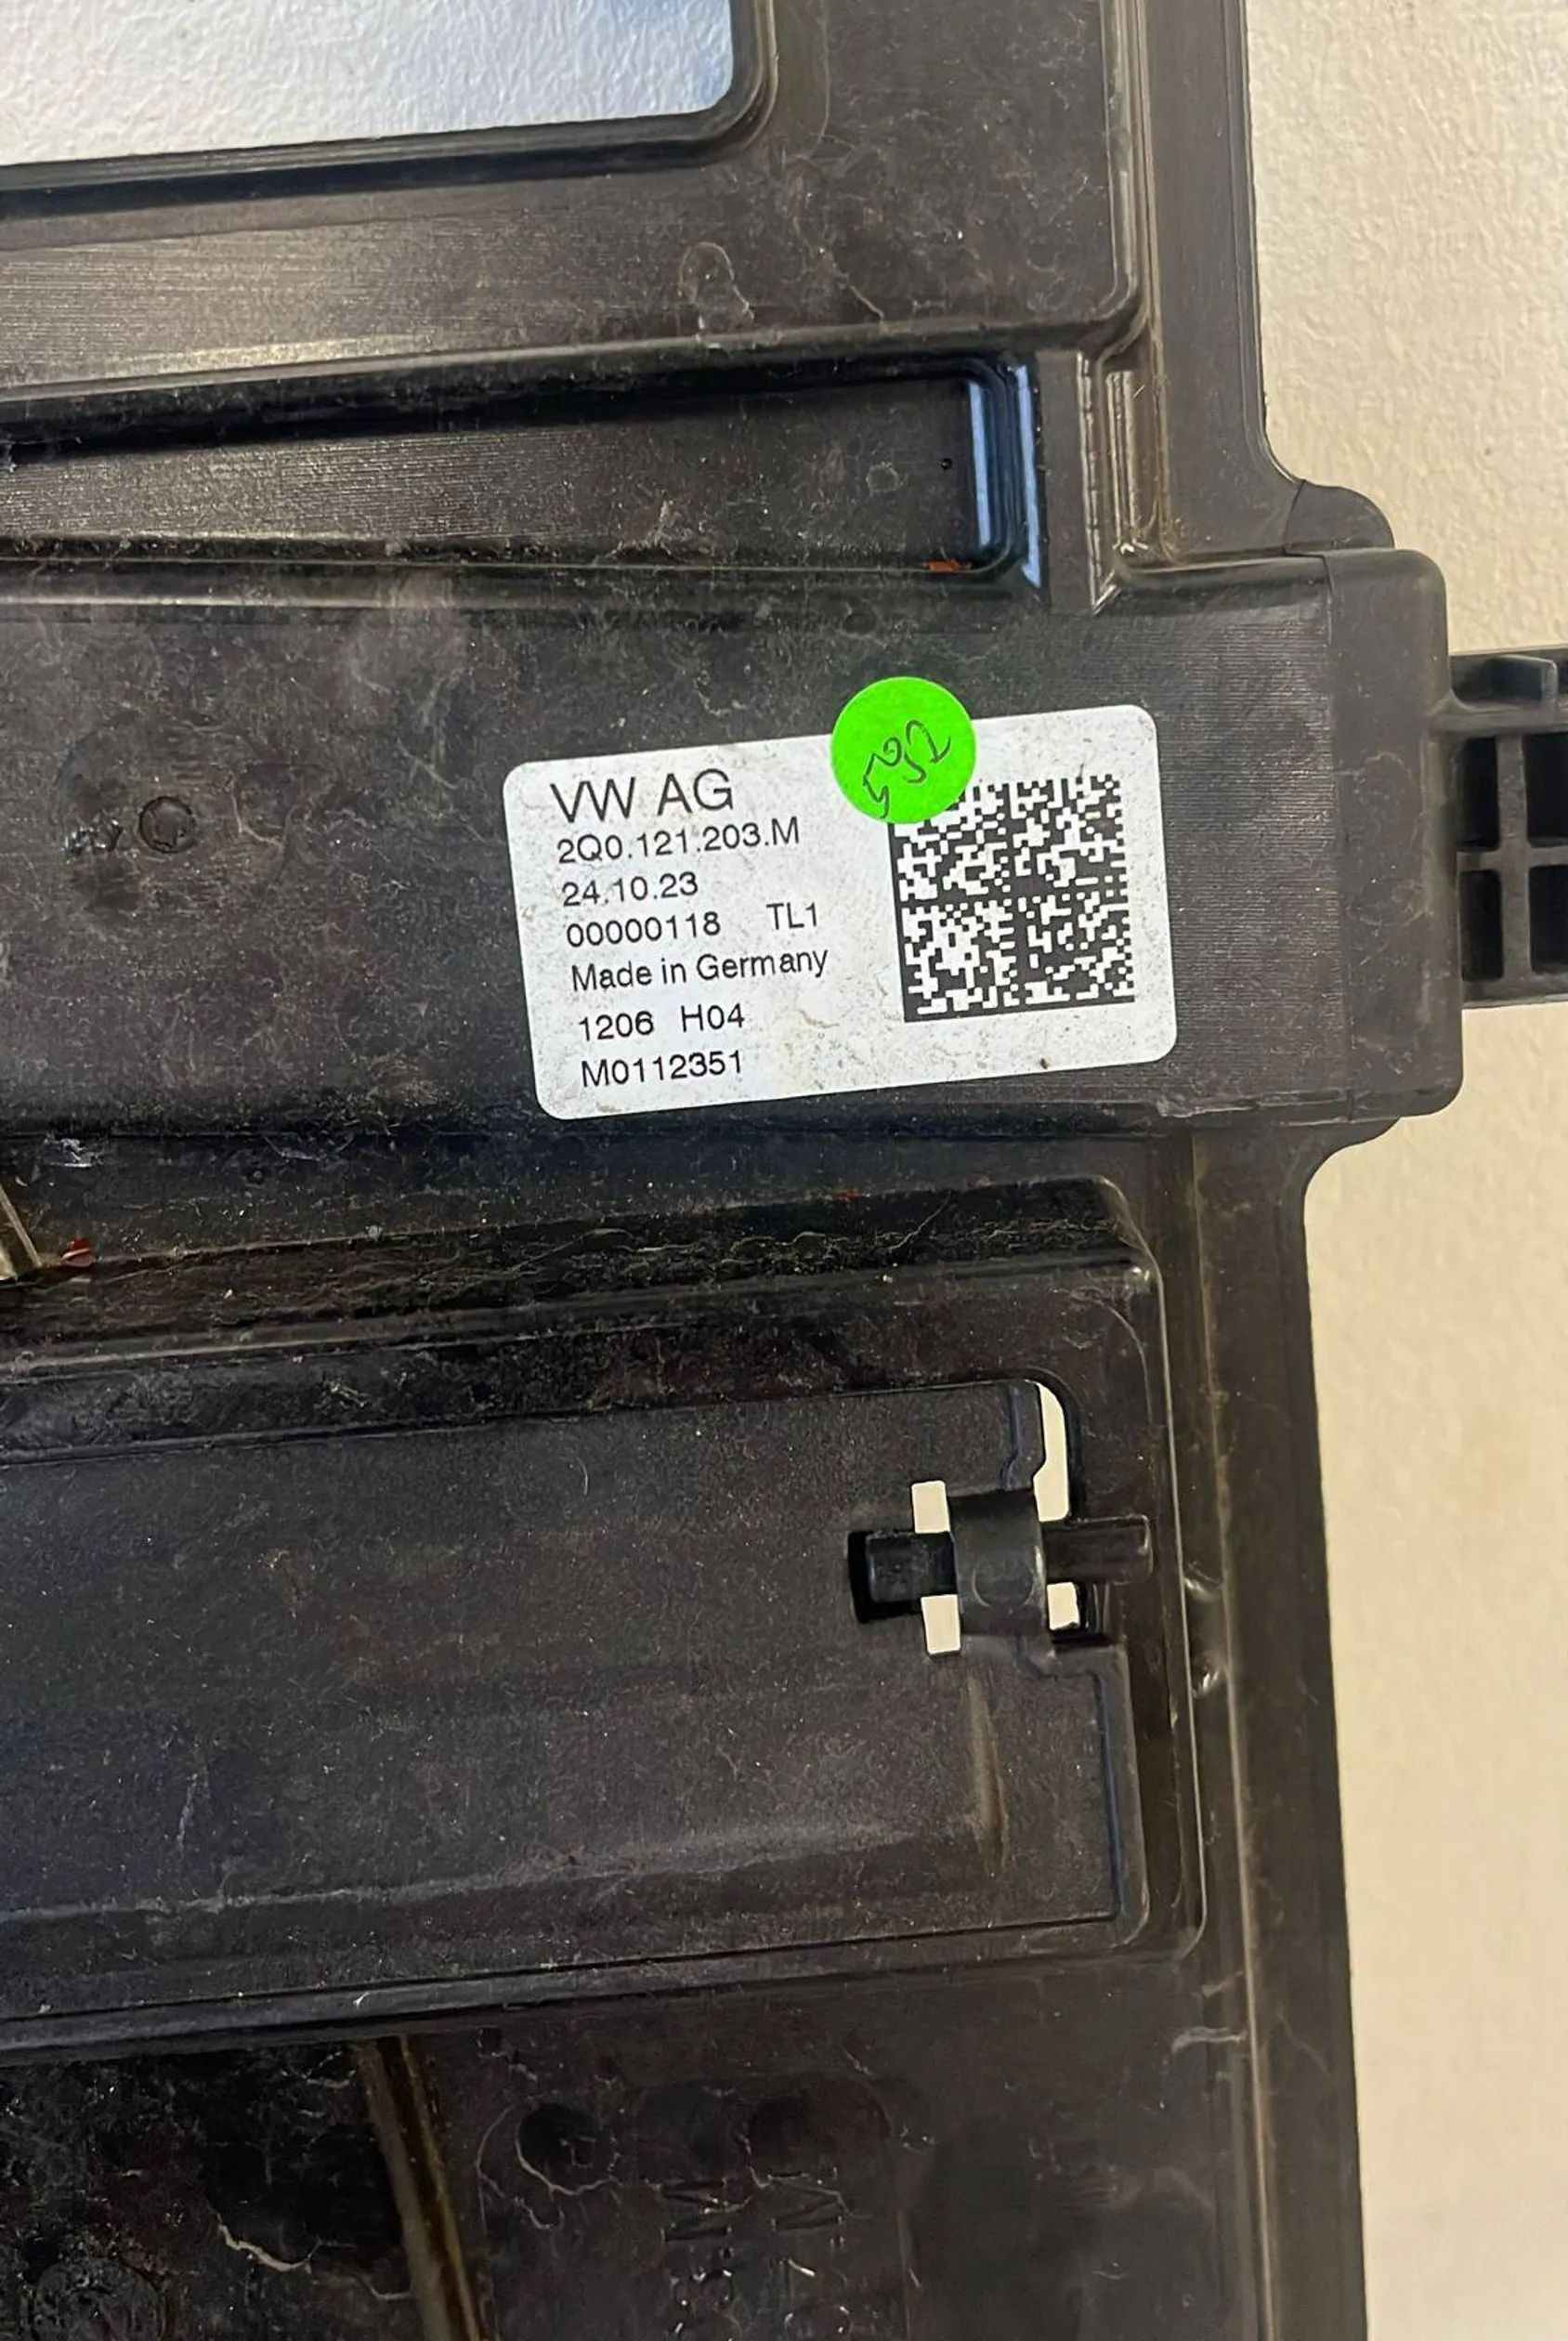 VW AG
2Q0.121.203.M
24.10.23
00000118 TL1
Made in Germany
1206 H04
M0112351